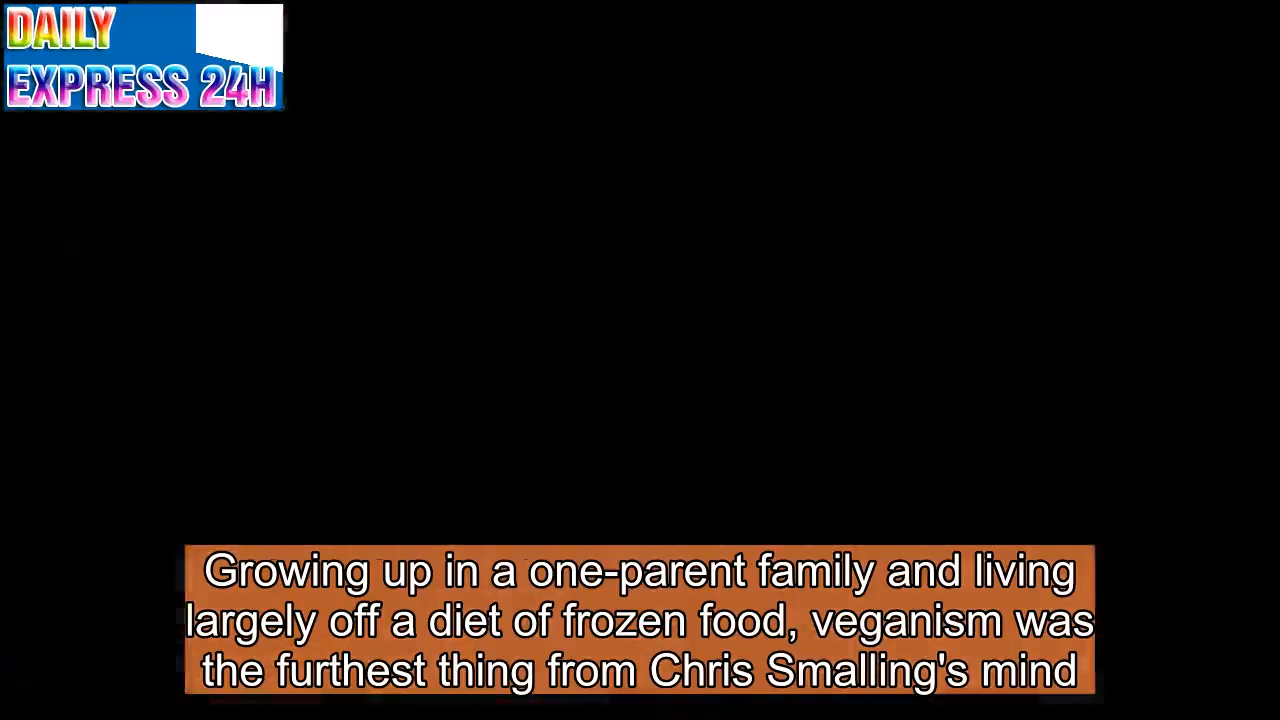 DAILY
EXPRESS 24H
Growing up in a one-parent family and living
largely off a diet of frozen food, veganism was
the furthest thing from Chris Smalling's mind